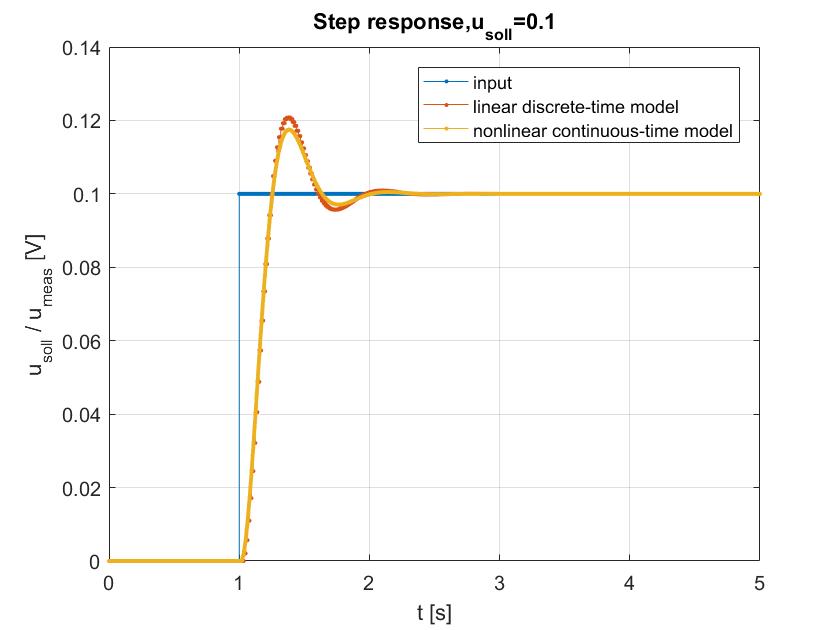 Step response,u_soll=0.1
0.14
0.12
0.1
0.08
0.06
0.04
0.02
0
input
linear discrete-time model
nonlinear continuous-time model
u_soll / u_meas [V]
0 1 2 3 4 5
t [s]